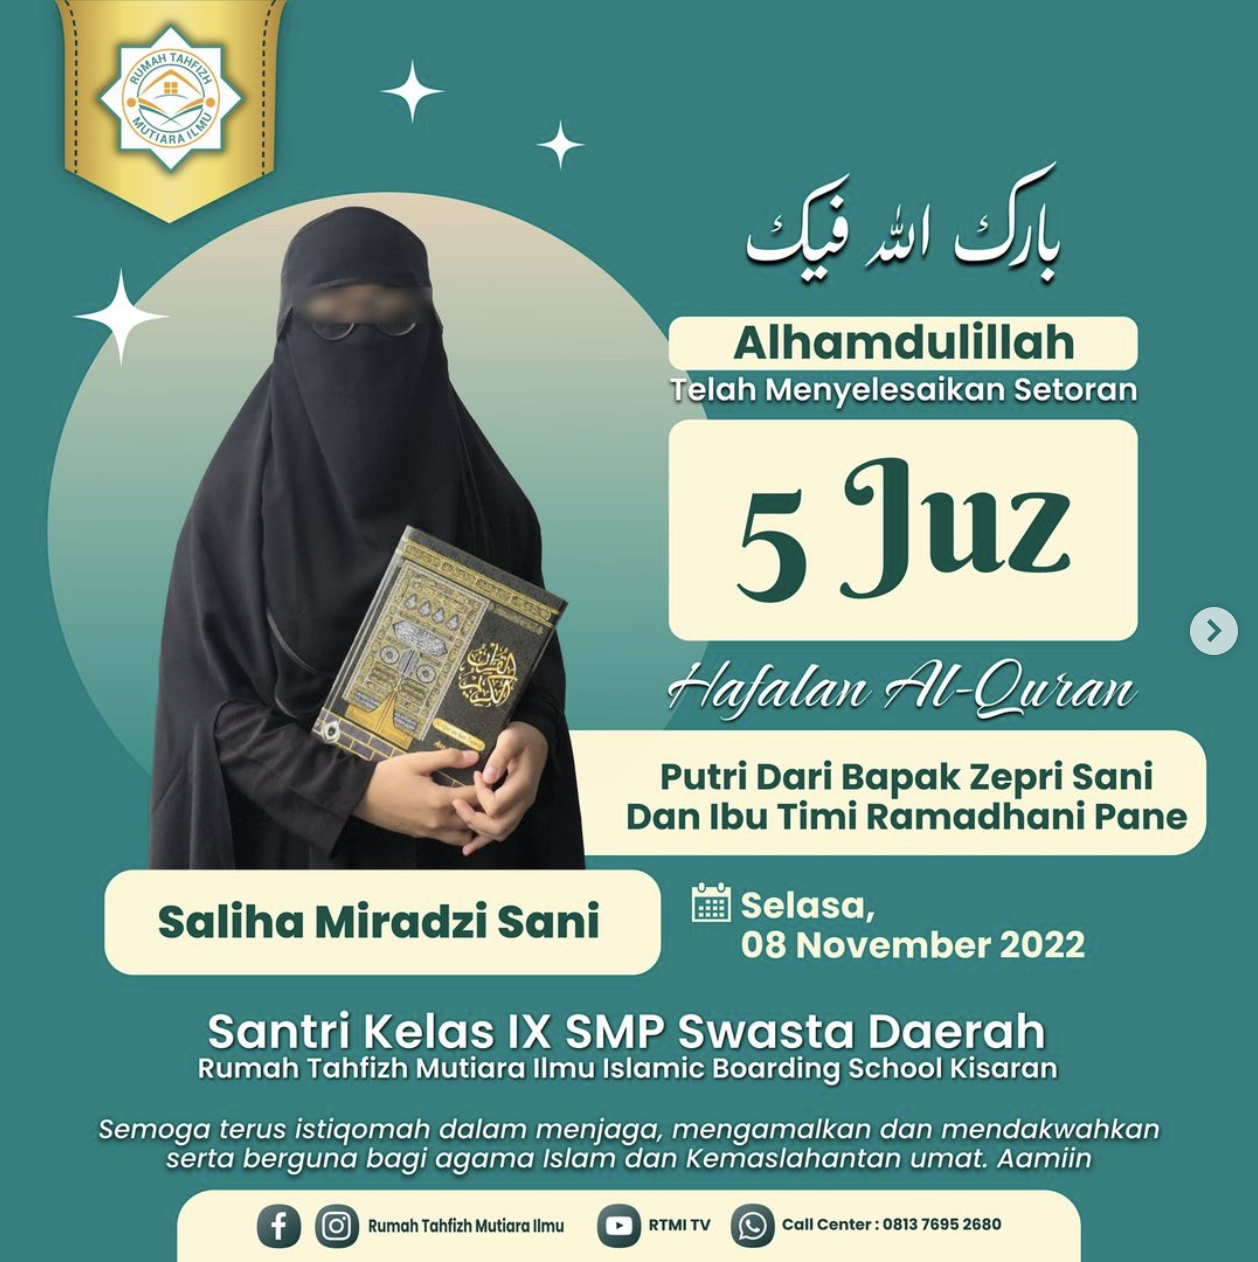 RUMAH TAHFIZH
MUTIARA ILMU
بارك الله فيك
Alhamdulillah
Telah Menyelesaikan Setoran
5 Juz
Hafalan Al-Quran
القرآن الكريم
Putri Dari Bapak Zepri Sani
Dan Ibu Timi Ramadhani Pane
Saliha Miradzi Sani
Selasa,
08 November 2022
Santri Kelas IX SMP Swasta Daerah
Rumah Tahfizh Mutiara Ilmu Islamic Boarding School Kisaran
Semoga terus istiqomah dalam menjaga, mengamalkan dan mendakwahkan
serta berguna bagi agama Islam dan Kemaslahantan umat. Aamiin
Rumah Tahfizh Mutiara Ilmu
RTMI TV
Call Center : 0813 7695 2680